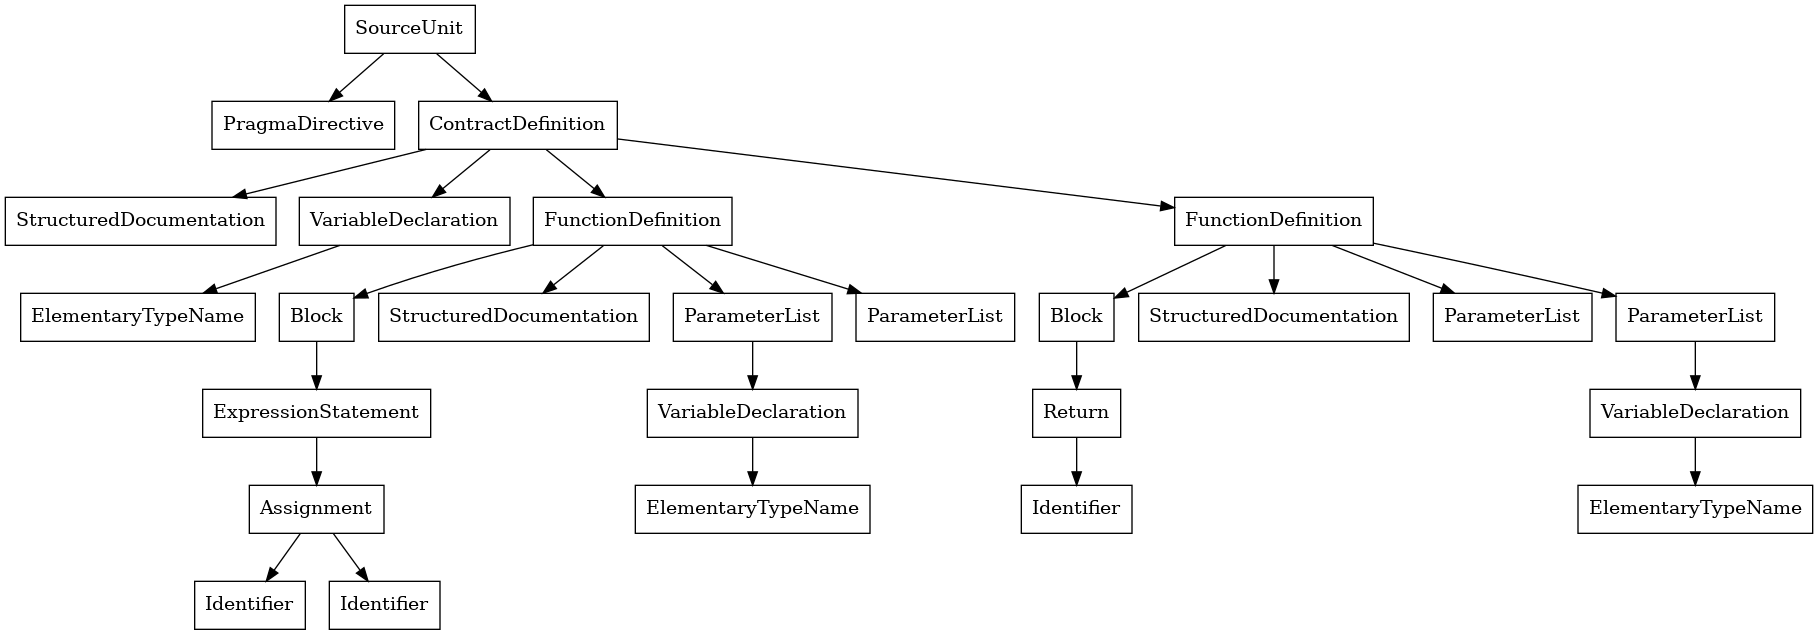 SourceUnit
PragmaDirective
ContractDefinition
StructuredDocumentation
VariableDeclaration
FunctionDefinition
FunctionDefinition
ElementaryTypeName
Block
StructuredDocumentation
ParameterList
ParameterList
Block
StructuredDocumentation
ParameterList
ParameterList
ExpressionStatement
VariableDeclaration
Return
VariableDeclaration
Assignment
ElementaryTypeName
Identifier
ElementaryTypeName
Identifier
Identifier